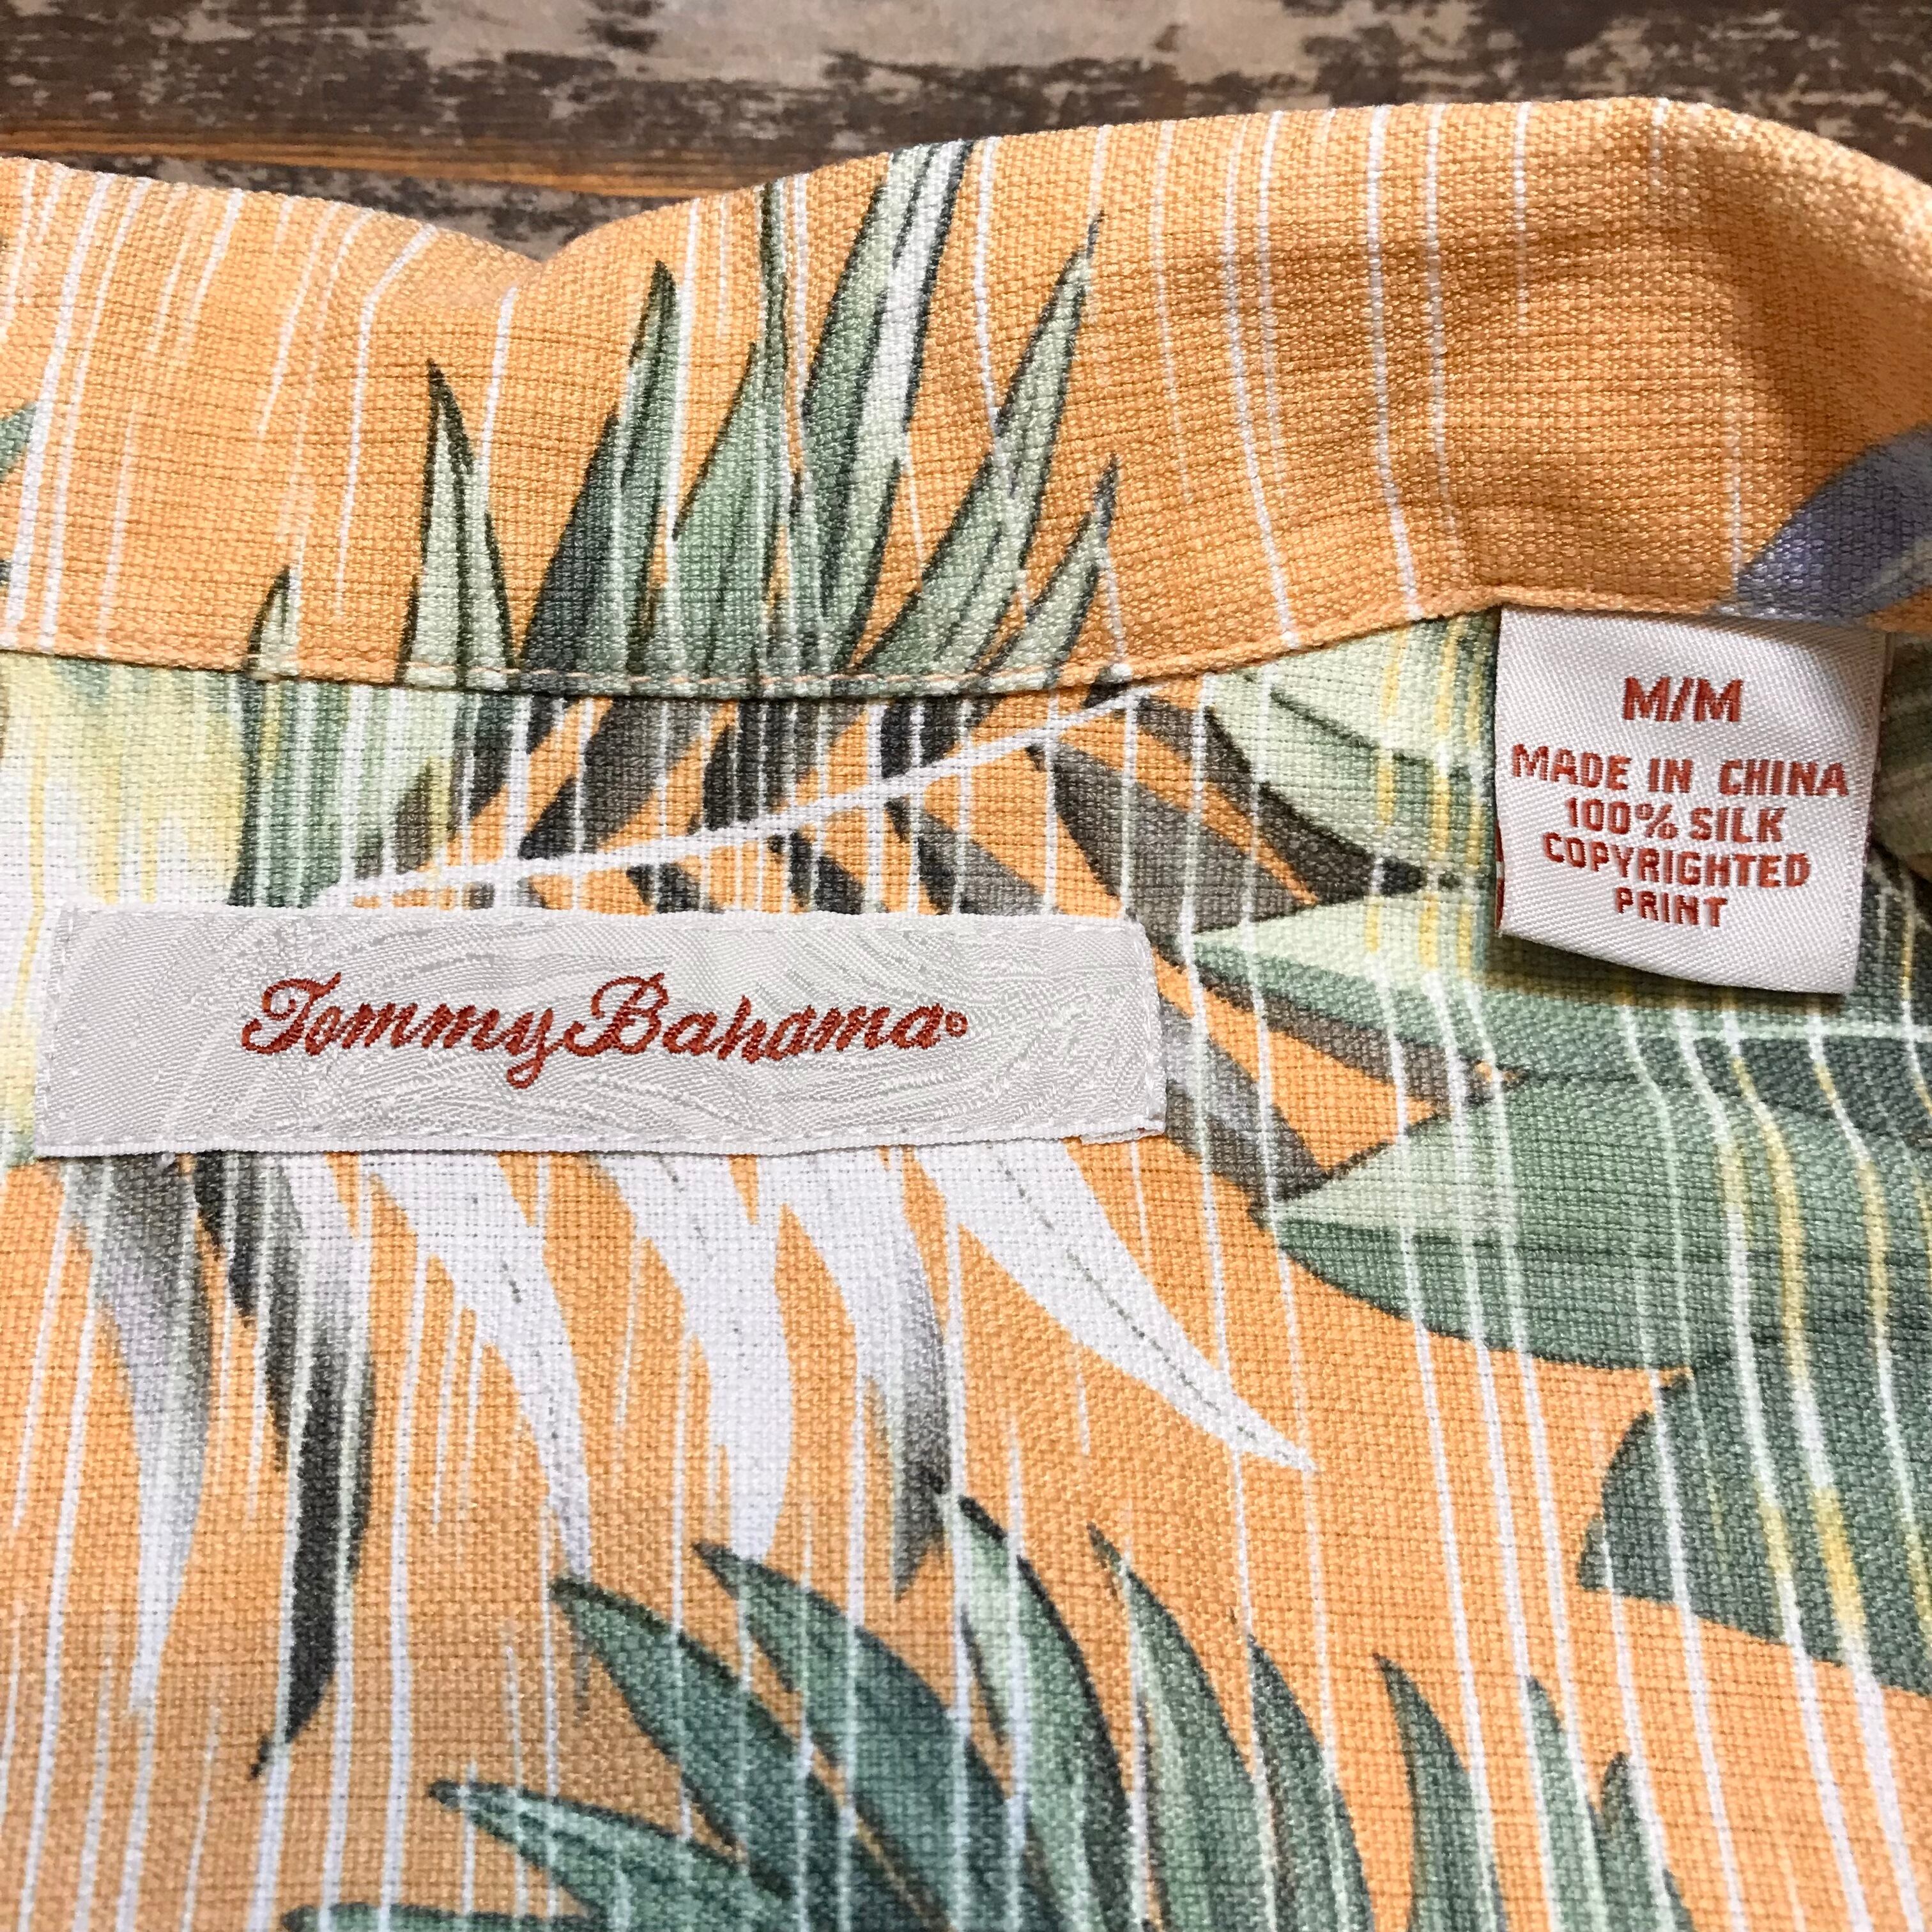 Tommy Bahama®
M/M
MADE IN CHINA
100% SILK
COPYRIGHTED
PRINT